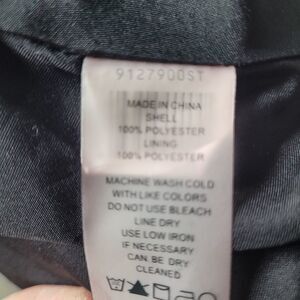 9127900ST
MADE IN CHINA
SHELL
100% POLYESTER
LINING
100% POLYESTER
MACHINE WASH COLD
WITH LIKE COLORS
DO NOT USE BLEACH
LINE DRY
USE LOW IRON
IF NECESSARY
CAN BE DRY
CLEANED